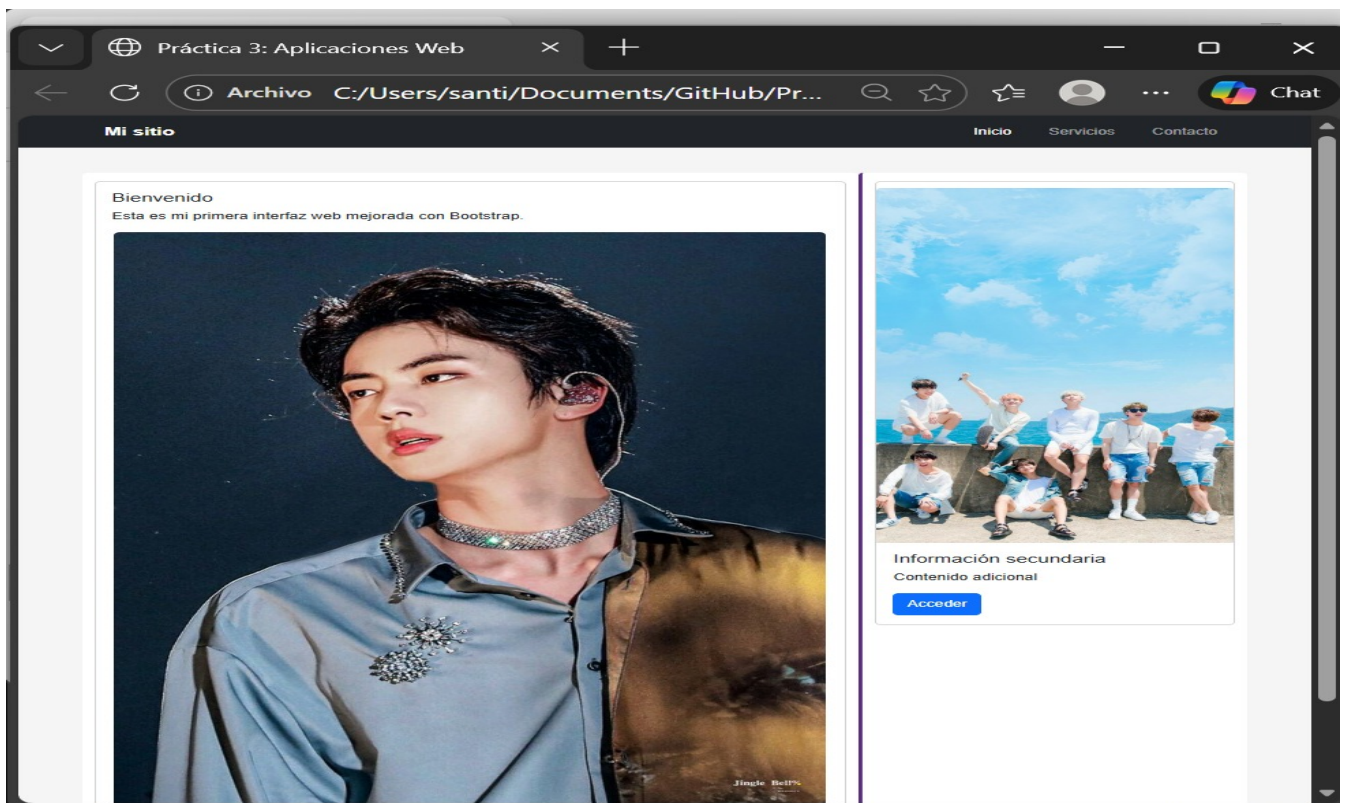 Práctica 3: Aplicaciones Web
Archivo C:/Users/santi/Documents/GitHub/Pr...
Chat
Mi sitio
Inicio Servicios Contacto
Bienvenido
Esta es mi primera interfaz web mejorada con Bootstrap.
Jingle Bell%
Información secundaria
Contenido adicional
Acceder